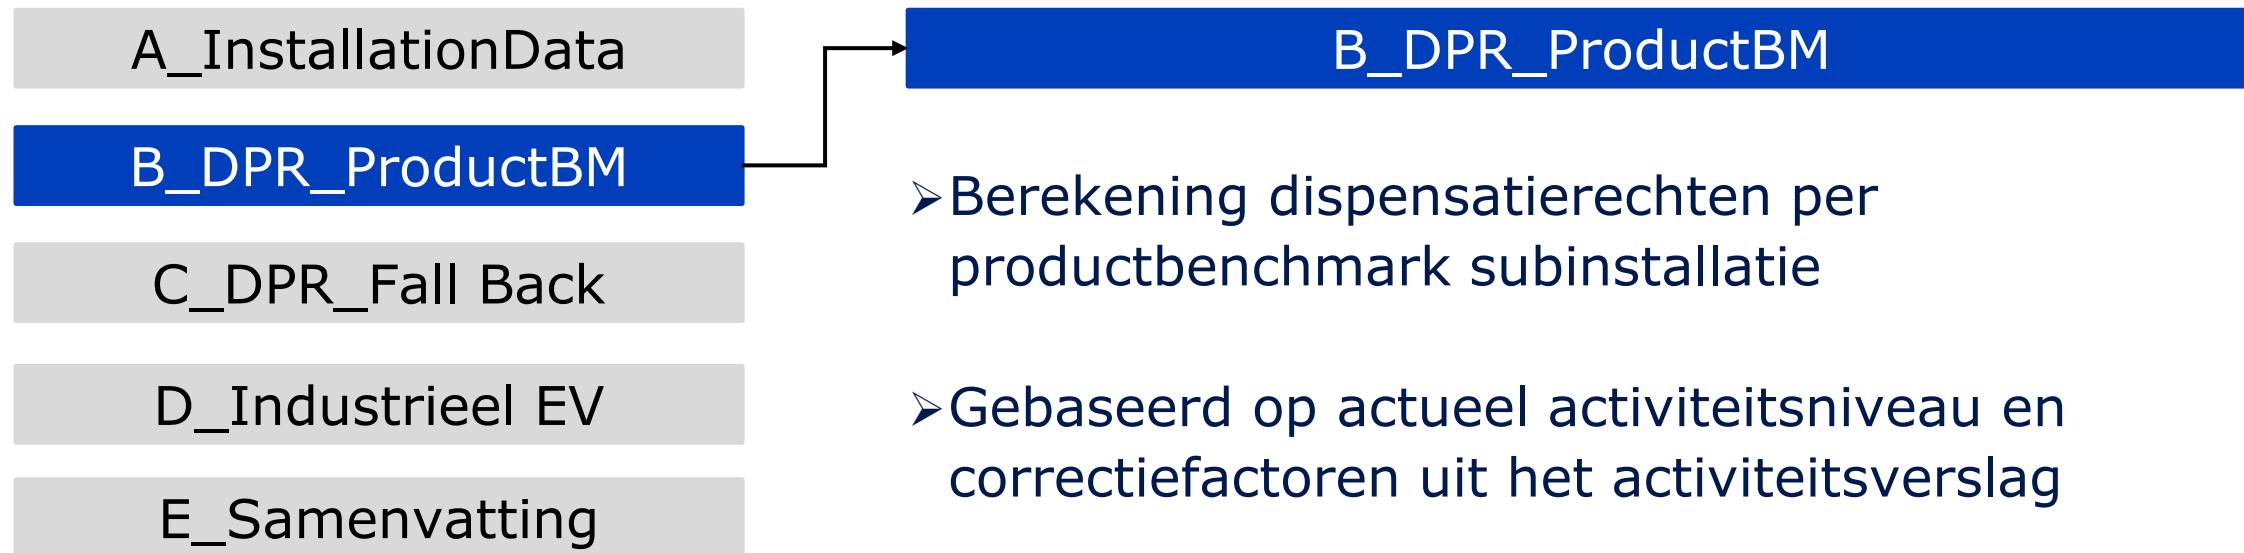 A_InstallationData
B_DPR_ProductBM
C_DPR_Fall Back
D_Industrieel EV
E_Samenvatting
B_DPR_ProductBM
➢Berekening dispensatierechten per
productbenchmark subinstallatie
➢Gebaseerd op actueel activiteitsniveau en
correctiefactoren uit het activiteitsverslag